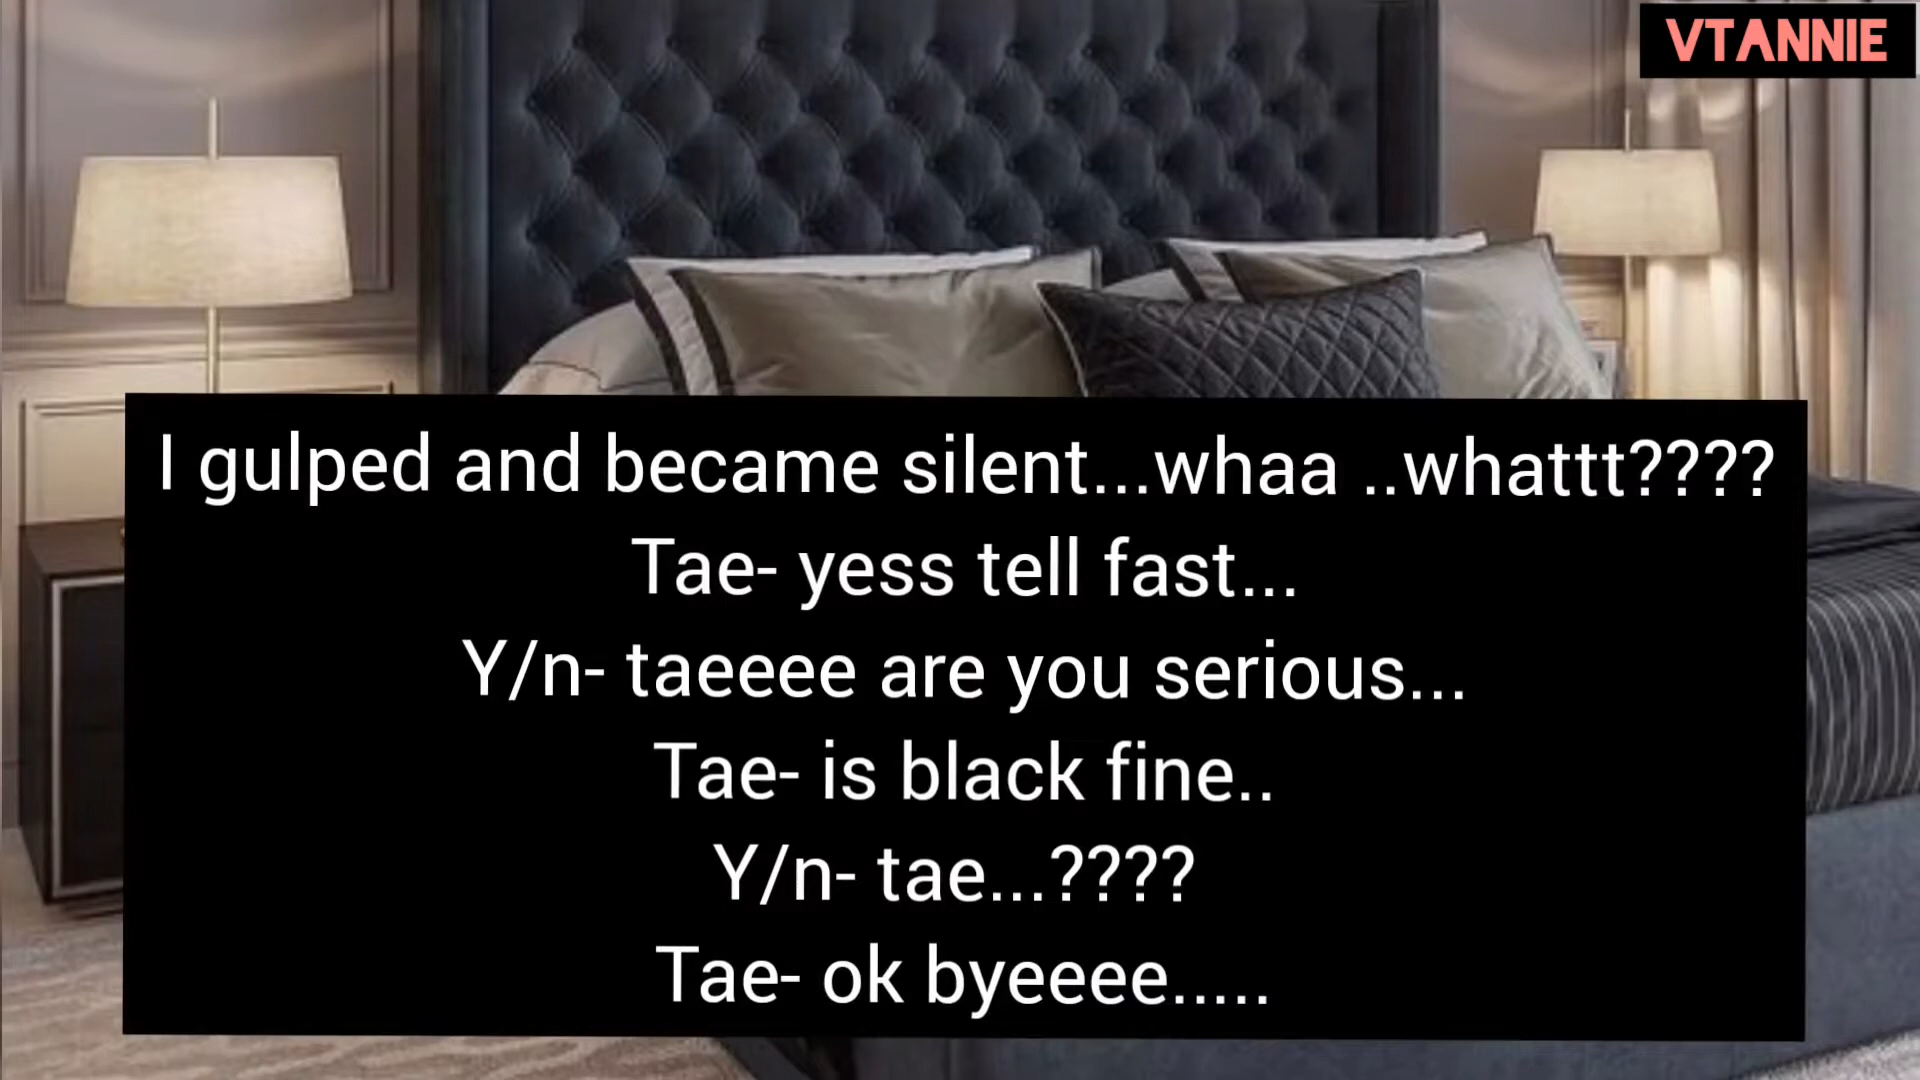 VTANNIE
I gulped and became silent...whaa ..whattt????
Tae- yess tell fast...
Y/n- taeeee are you serious...
Tae- is black fine..
Y/n- tae...????
Tae- ok byeeee.....